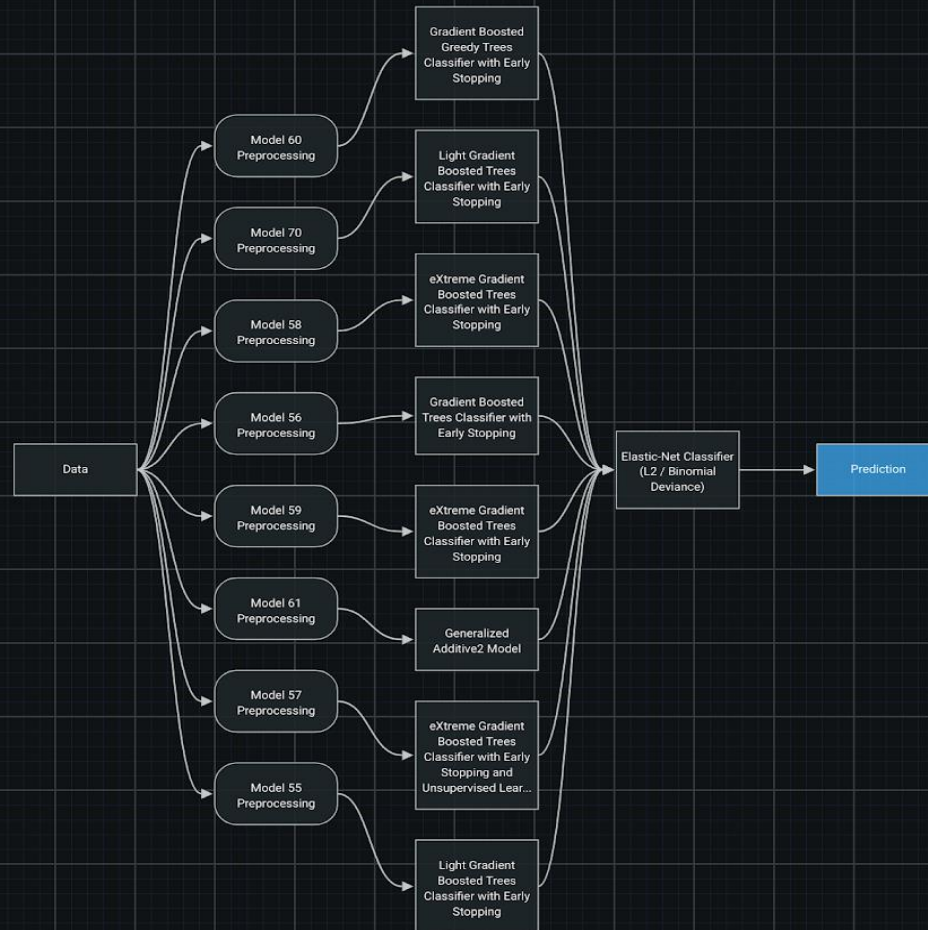 Gradient Boosted
Greedy Trees
Classifier with Early
Stopping
Model 60
Preprocessing
Light Gradient
Boosted Trees
Classifier with Early
Stopping
Model 70
Preprocessing
eXtreme Gradient
Boosted Trees
Classifier with Early
Stopping
Model 58
Preprocessing
Gradient Boosted
Trees Classifier with
Early Stopping
Model 56
Preprocessing
Data
Elastic-Net Classifier
(L2 / Binomial
Deviance)
Prediction
Model 59
Preprocessing
eXtreme Gradient
Boosted Trees
Classifier with Early
Stopping
Model 61
Preprocessing
Generalized
Additive2 Model
Model 57
Preprocessing
eXtreme Gradient
Boosted Trees
Classifier with Early
Stopping and
Unsupervised Lear...
Model 55
Preprocessing
Light Gradient
Boosted Trees
Classifier with Early
Stopping